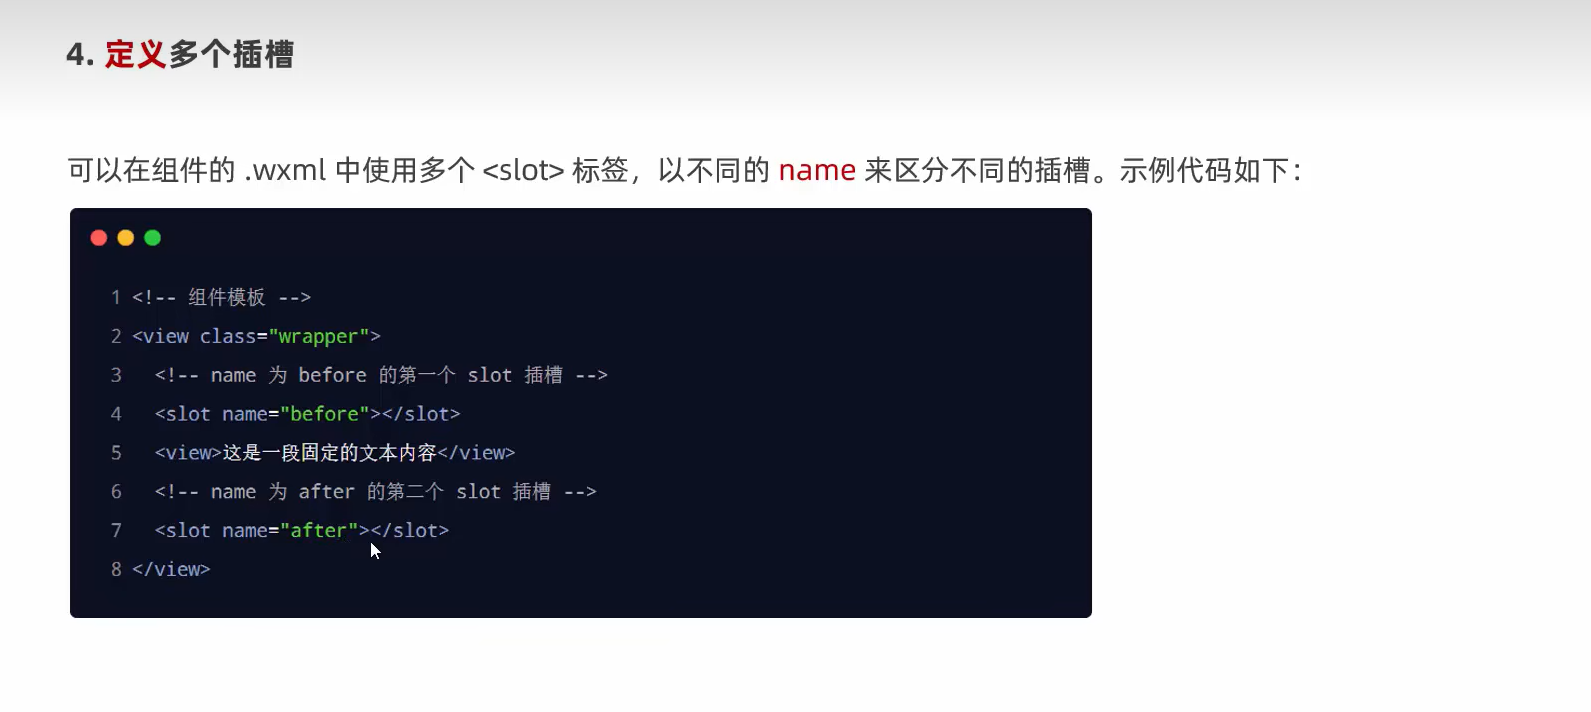 4. 定义多个插槽
可以在组件的 .wxml 中使用多个 <slot> 标签，以不同的 name 来区分不同的插槽。示例代码如下：
1 <!-- 组件模板 -->
2 <view class="wrapper">
3   <!-- name 为 before 的第一个 slot 插槽 -->
4   <slot name="before"></slot>
5   <view>这是一段固定的文本内容</view>
6   <!-- name 为 after 的第二个 slot 插槽 -->
7   <slot name="after"></slot>
8 </view>